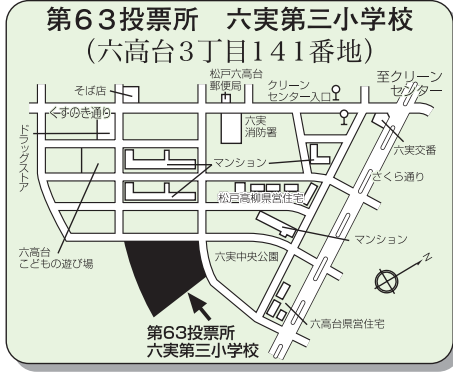 第63投票所　六実第三小学校
（六高台3丁目141番地）
至クリーン
センター
松戸六高台
郵便局
クリーン
センター入口
そば店
くすのき通り
六実
消防署
ドラッグストア
六実交番
マンション
さくら通り
松戸高柳県営住宅
マンション
六高台
こどもの遊び場
六実中央公園
N
第63投票所
六実第三小学校
六高台県営住宅